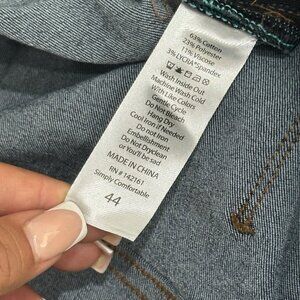 63% Cotton
23% Polyester
11% Viscose
3% LYCRA Spandex
Wash Inside Out
Machine Wash Cold
With Like Colors
Gentle Cycle
Do Not Bleach
Hang Dry
Cool Iron if Needed
Do not Iron
Embellishment
Do Not Dryclean
or You'll be sad
MADE IN CHINA
RN # 142161
Simply Comfortable
44